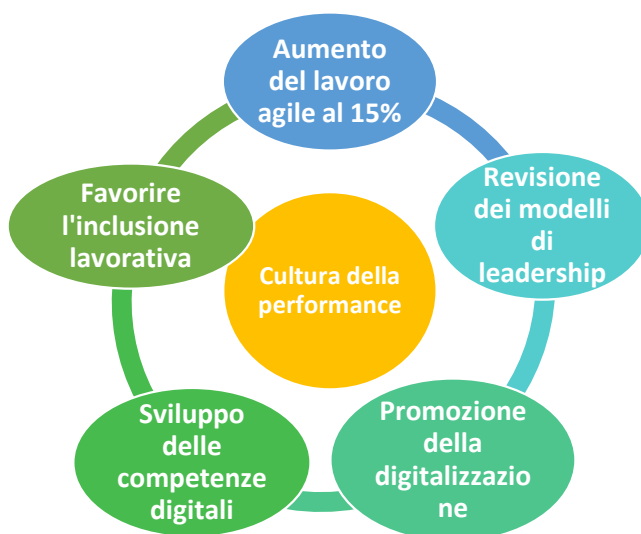 Aumento
del lavoro
agile al 15%
Revisione
dei modelli
di
leadership
Promozione
della
digitalizzazio
ne
Sviluppo
delle
competenze
digitali
Favorire
l'inclusione
lavorativa
Cultura della
performance